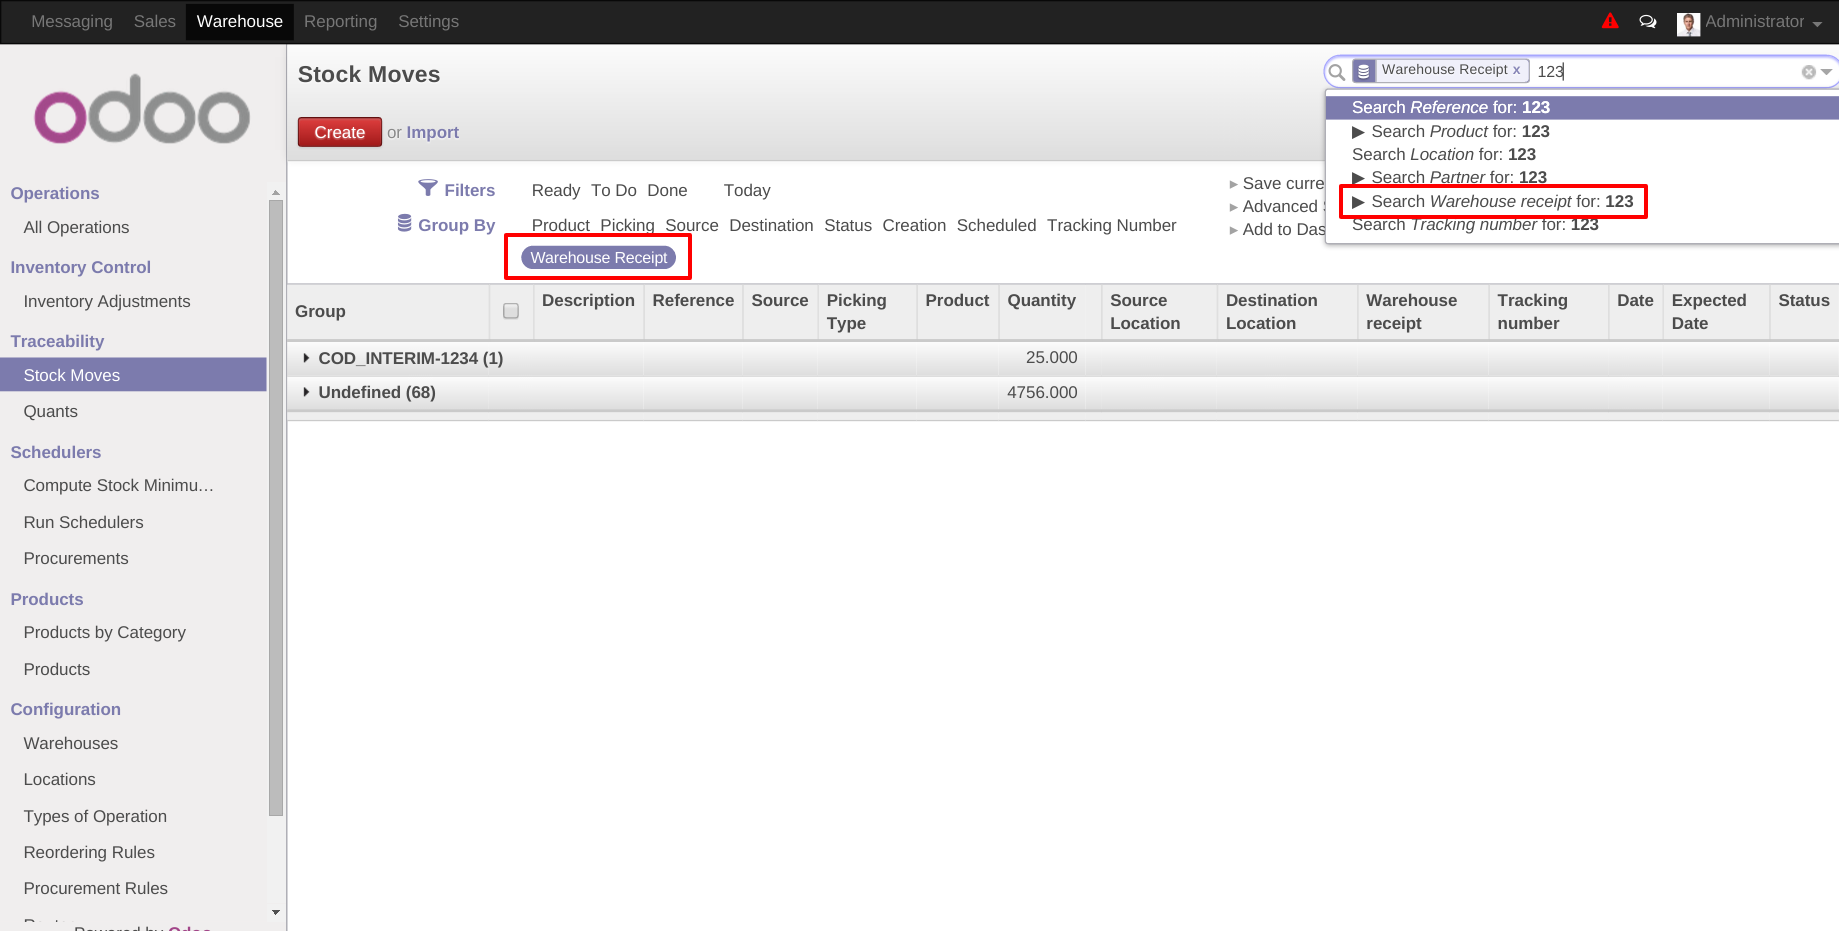 Messaging Sales Warehouse Reporting Settings Administrator
odoo
Operations
All Operations
Inventory Control
Inventory Adjustments
Traceability
Stock Moves
Quants
Schedulers
Compute Stock Minimu…
Run Schedulers
Procurements
Products
Products by Category
Products
Configuration
Warehouses
Locations
Types of Operation
Reordering Rules
Procurement Rules
Powered by Odoo
Stock Moves
Warehouse Receipt x 123
Create or Import
Search Reference for: 123
Search Product for: 123
Search Location for: 123
Search Partner for: 123
Search Warehouse receipt for: 123
Search Tracking number for: 123
Filters Ready To Do Done Today
Group By Product Picking Source Destination Status Creation Scheduled Tracking Number
Warehouse Receipt
Save curre
Advanced
Add to Das
Group Description Reference Source Picking Type Product Quantity Source Location Destination Location Warehouse receipt Tracking number Date Expected Date Status
COD_INTERIM-1234 (1) 25.000
Undefined (68) 4756.000